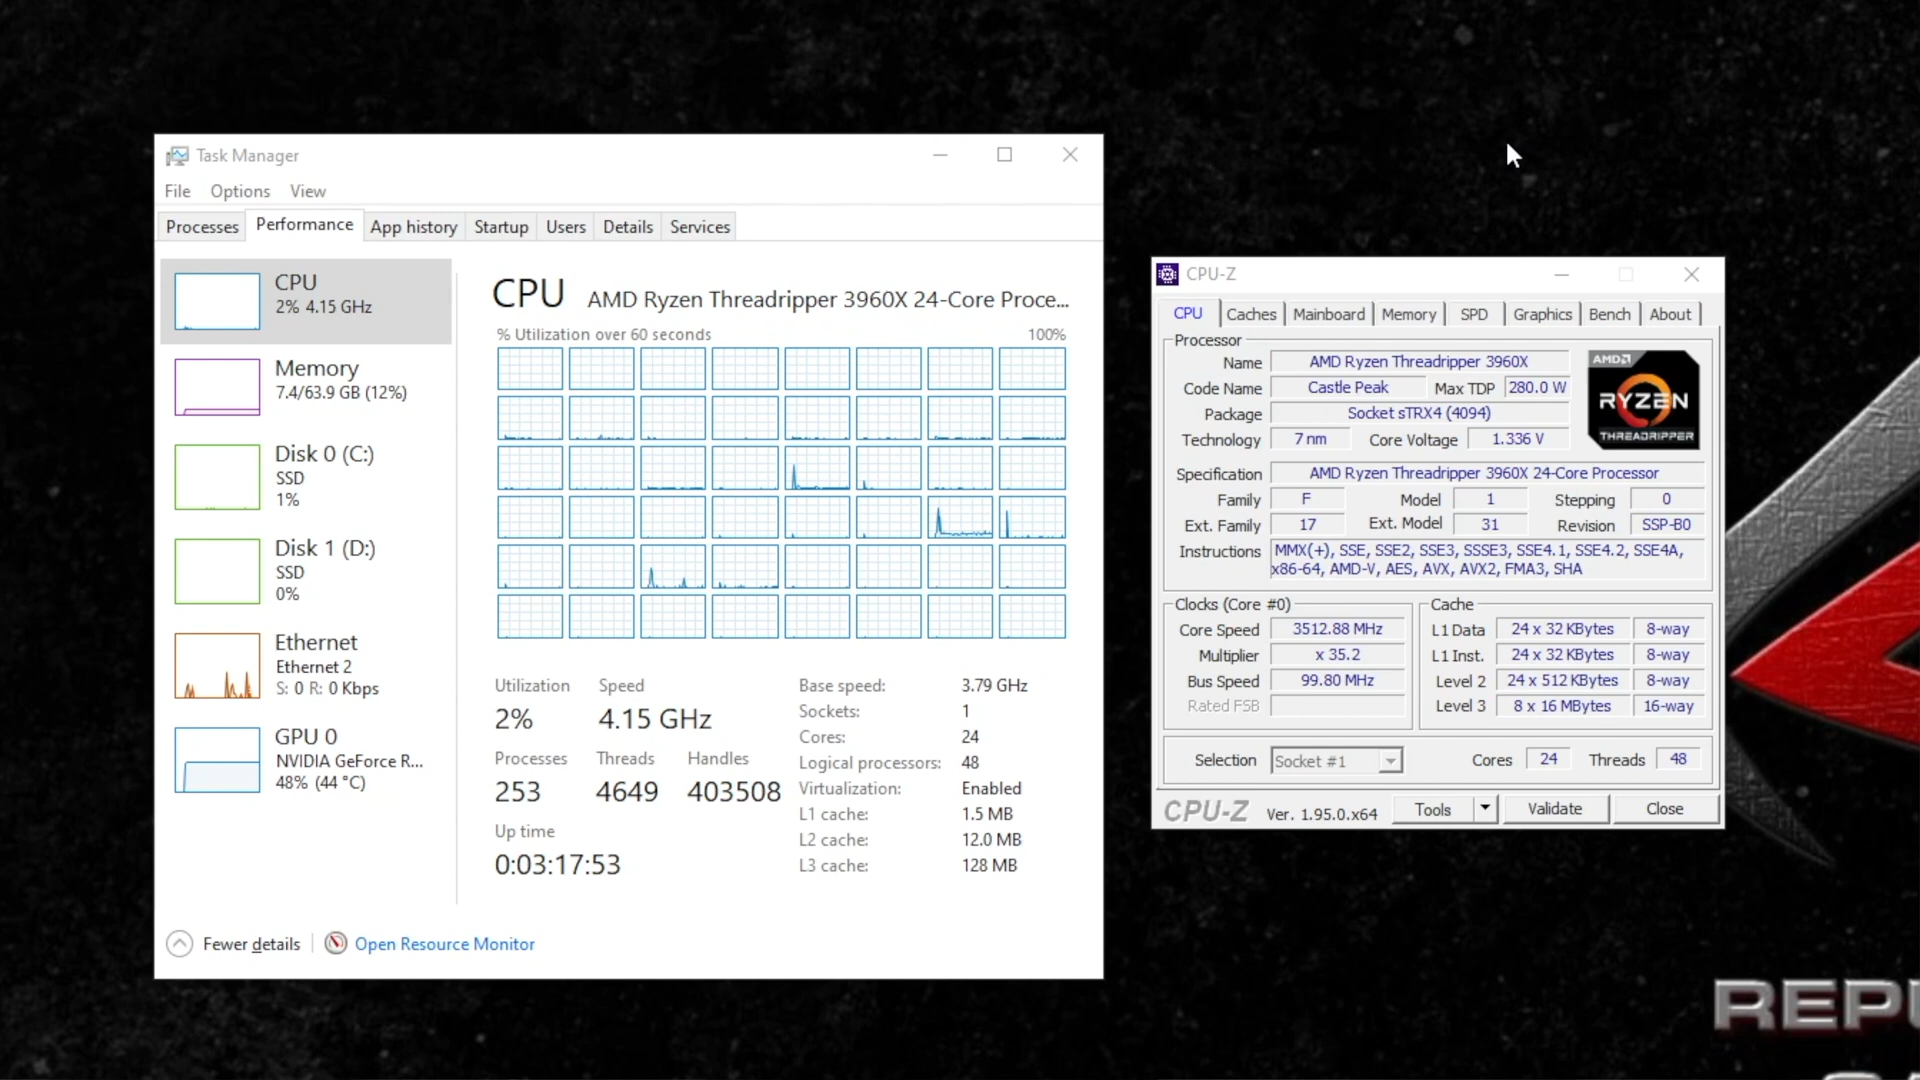 Task Manager
File Options View
Processes Performance App history Startup Users Details Services
CPU
2% 4.15 GHz
Memory
7.4/63.9 GB (12%)
Disk 0 (C:)
SSD
1%
Disk 1 (D:)
SSD
0%
Ethernet
Ethernet 2
S: 0 R: 0 Kbps
GPU 0
NVIDIA GeForce R...
48% (44 °C)
CPU AMD Ryzen Threadripper 3960X 24-Core Proce...
% Utilization over 60 seconds 100%
Utilization Speed
2% 4.15 GHz
Processes Threads Handles
253 4649 403508
Up time
0:03:17:53
Base speed: 3.79 GHz
Sockets: 1
Cores: 24
Logical processors: 48
Virtualization: Enabled
L1 cache: 1.5 MB
L2 cache: 12.0 MB
L3 cache: 128 MB
Fewer details Open Resource Monitor
CPU-Z
CPU Caches Mainboard Memory SPD Graphics Bench About
Processor
Name AMD Ryzen Threadripper 3960X
Code Name Castle Peak Max TDP 280.0 W
Package Socket sTRX4 (4094)
Technology 7 nm Core Voltage 1.336 V
AMD
RYZEN
THREADRIPPER
Specification AMD Ryzen Threadripper 3960X 24-Core Processor
Family F Model 1 Stepping 0
Ext. Family 17 Ext. Model 31 Revision SSP-B0
Instructions MMX(+), SSE, SSE2, SSE3, SSSE3, SSE4.1, SSE4.2, SSE4A,
x86-64, AMD-V, AES, AVX, AVX2, FMA3, SHA
Clocks (Core #0)
Core Speed 3512.88 MHz
Multiplier x 35.2
Bus Speed 99.80 MHz
Rated FSB
Cache
L1 Data 24 x 32 KBytes 8-way
L1 Inst. 24 x 32 KBytes 8-way
Level 2 24 x 512 KBytes 8-way
Level 3 8 x 16 MBytes 16-way
Selection Socket #1 Cores 24 Threads 48
CPU-Z Ver. 1.95.0.x64 Tools Validate Close
REPU